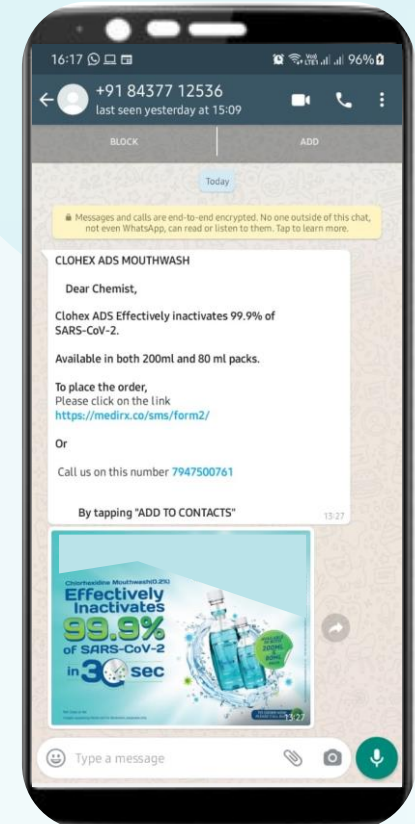 16:17
96%
+91 84377 12536
last seen yesterday at 15:09
BLOCK
ADD
Today
Messages and calls are end-to-end encrypted. No one outside of this chat,
not even WhatsApp, can read or listen to them. Tap to learn more.
CLOHEX ADS MOUTHWASH
Dear Chemist,
Clohex ADS Effectively inactivates 99.9% of
SARS-CoV-2.
Available in both 200ml and 80 ml packs.
To place the order,
Please click on the link
https://medirx.co/sms/form2/
Or
Call us on this number 7947500761
By tapping "ADD TO CONTACTS"
13:27
Chlorhexidine Mouthwash(0.2%)
Effectively
Inactivates
99.9%
of SARS-CoV-2
in 30 sec
AVAILABLE
200ML
80ML
13:27
Type a message